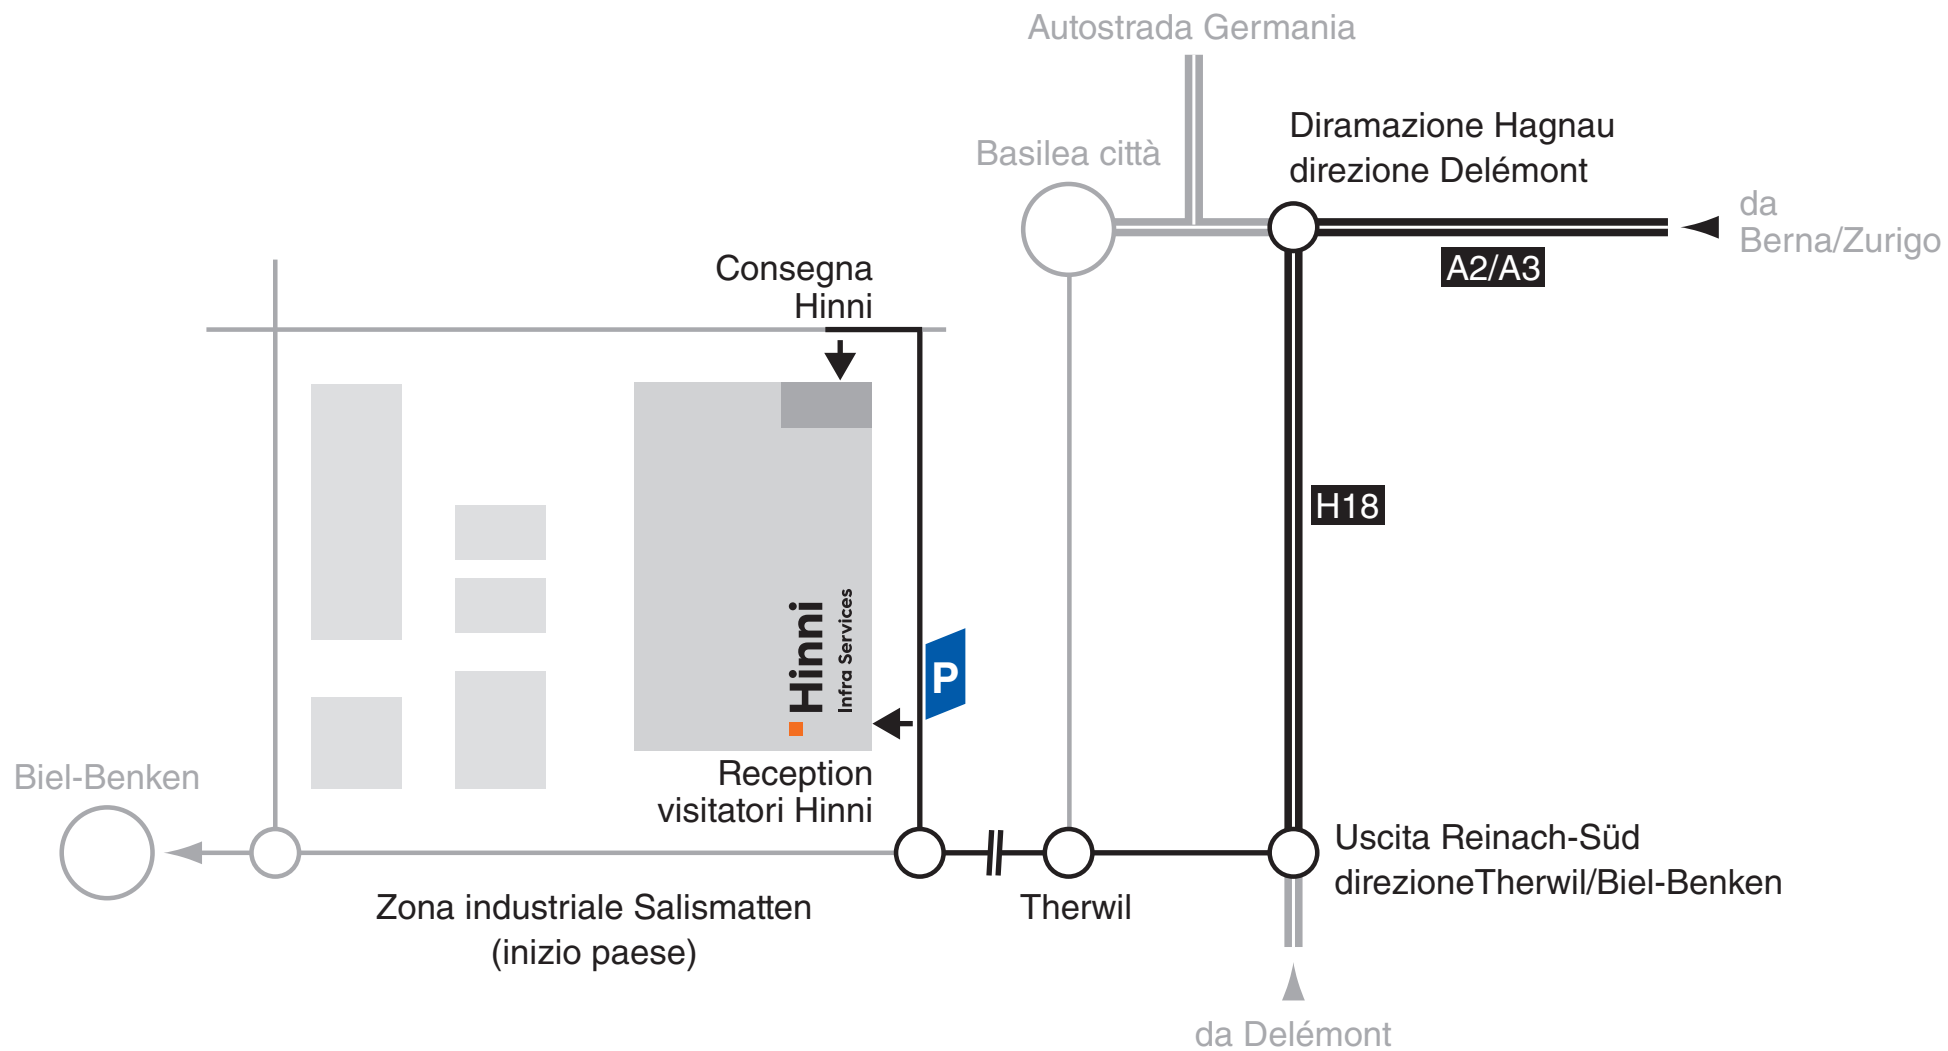 Autostrada Germania
Diramazione Hagnau
direzione Delémont
Basilea città
da
Berna/Zurigo
A2/A3
Consegna
Hinni
H18
Hinni
Infra Services
P
Reception
visitatori Hinni
Biel-Benken
Uscita Reinach-Süd
direzioneTherwil/Biel-Benken
Zona industriale Salismatten
(inizio paese)
Therwil
da Delémont